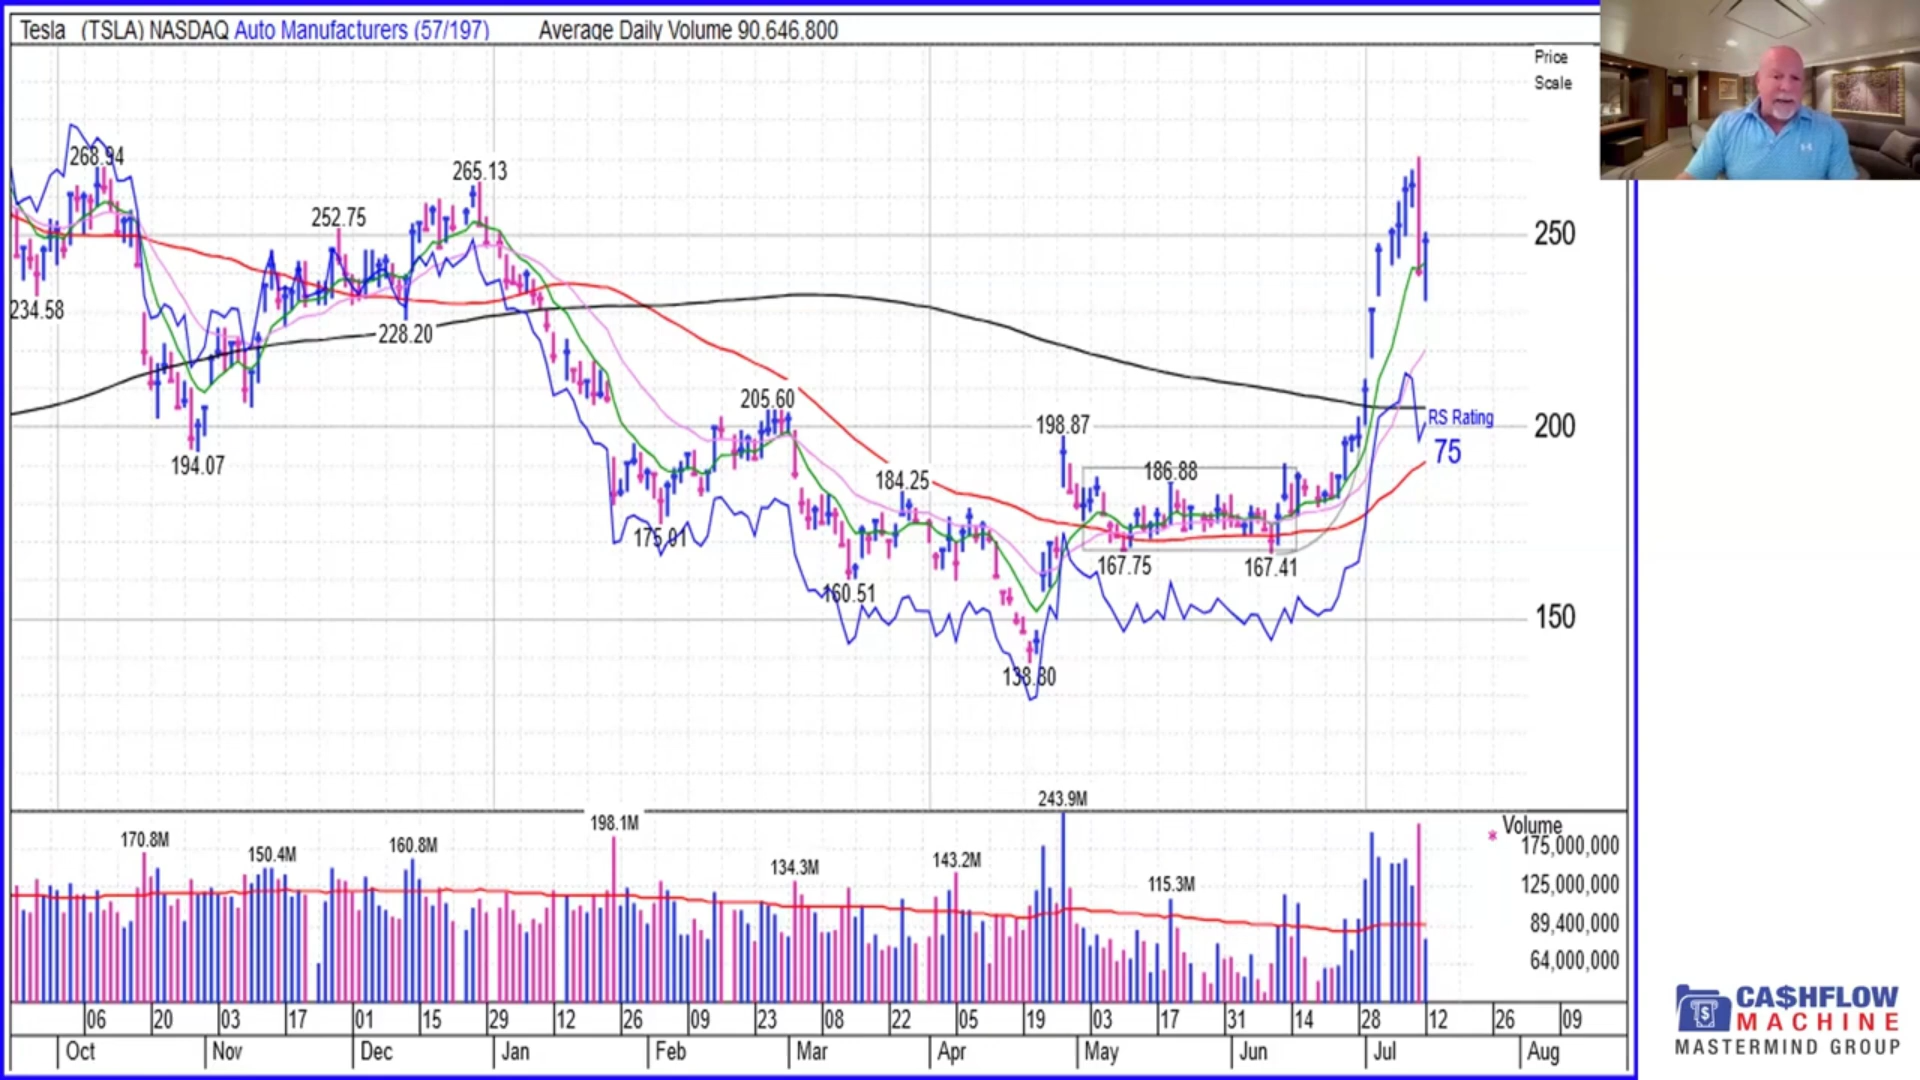 Tesla (TSLA) NASDAQ Auto Manufacturers (57/197) Average Daily Volume 90,646,800
Price
Scale
268.94
265.13
252.75
250
234.58
228.20
205.60
198.87
RS Rating
200
75
194.07
184.25
186.88
175.01
167.75
167.41
160.51
150
138.80
243.9M
198.1M
Volume
170.8M
160.8M
175,000,000
150.4M
143.2M
134.3M
115.3M
125,000,000
89,400,000
64,000,000
06 20 03 17 01 15 29 12 26 09 23 08 22 05 19 03 17 31 14 28 12 26 09
Oct Nov Dec Jan Feb Mar Apr May Jun Jul Aug
CA$HFLOW
MACHINE
MASTERMIND GROUP